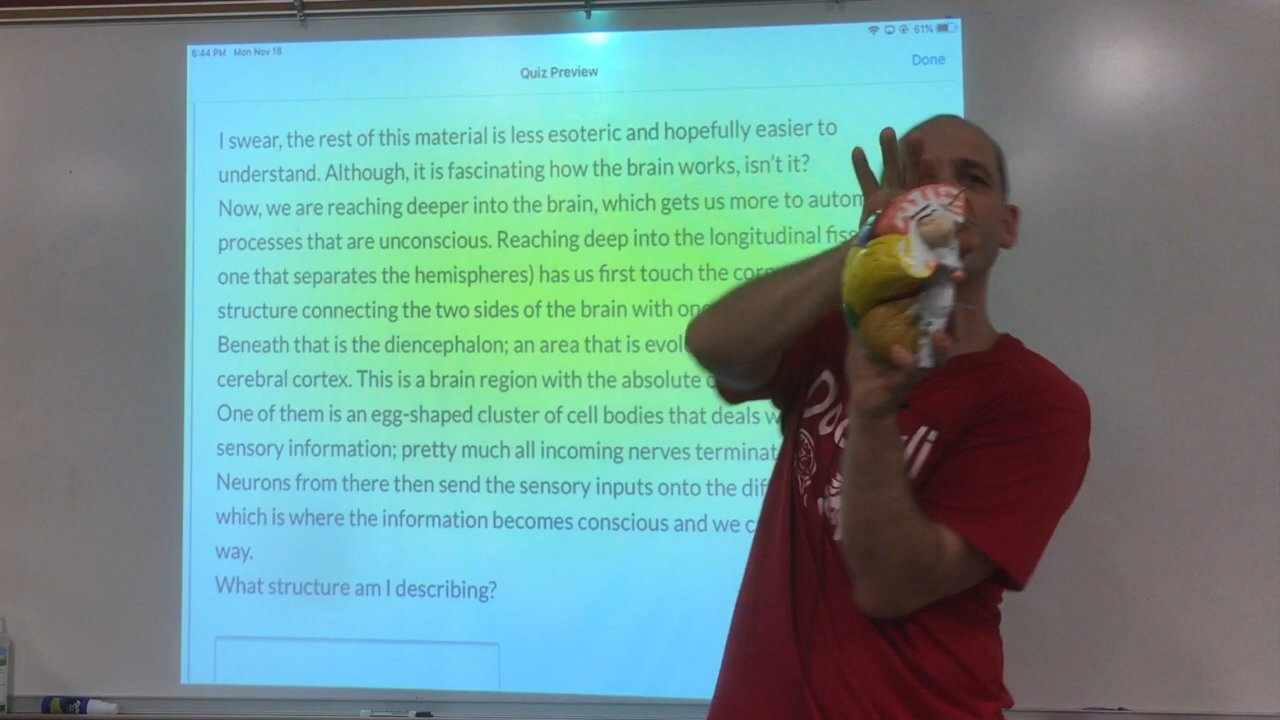 6:44 PM Mon Nov 18
61%
Quiz Preview
Done
I swear, the rest of this material is less esoteric and hopefully easier to
understand. Although, it is fascinating how the brain works, isn't it?
Now, we are reaching deeper into the brain, which gets us more to autom
processes that are unconscious. Reaching deep into the longitudinal fiss
one that separates the hemispheres) has us first touch the cor
structure connecting the two sides of the brain with one
Beneath that is the diencephalon; an area that is evol
cerebral cortex. This is a brain region with the absolute
One of them is an egg-shaped cluster of cell bodies that deals w
sensory information; pretty much all incoming nerves terminat
Neurons from there then send the sensory inputs onto the dif
which is where the information becomes conscious and we c
way.
What structure am I describing?